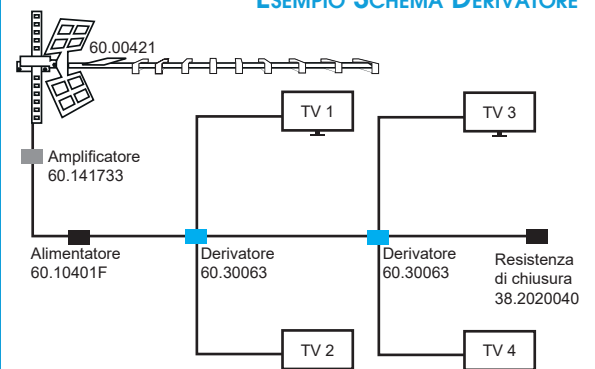 ESEMPIO SCHEMA DERIVATORE
60.00421
TV 1
TV 3
Amplificatore
60.141733
Alimentatore
60.10401F
Derivatore
60.30063
Derivatore
60.30063
Resistenza
di chiusura
38.2020040
TV 2
TV 4